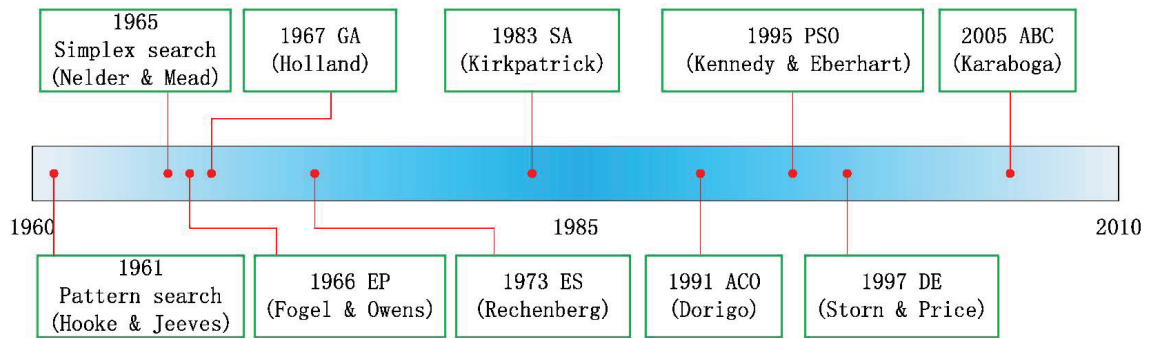 1965
Simplex search
(Nelder & Mead)
1967 GA
(Holland)
1983 SA
(Kirkpatrick)
1995 PSO
(Kennedy & Eberhart)
2005 ABC
(Karaboga)
1960
1985
2010
1961
Pattern search
(Hooke & Jeeves)
1966 EP
(Fogel & Owens)
1973 ES
(Rechenberg)
1991 ACO
(Dorigo)
1997 DE
(Storn & Price)